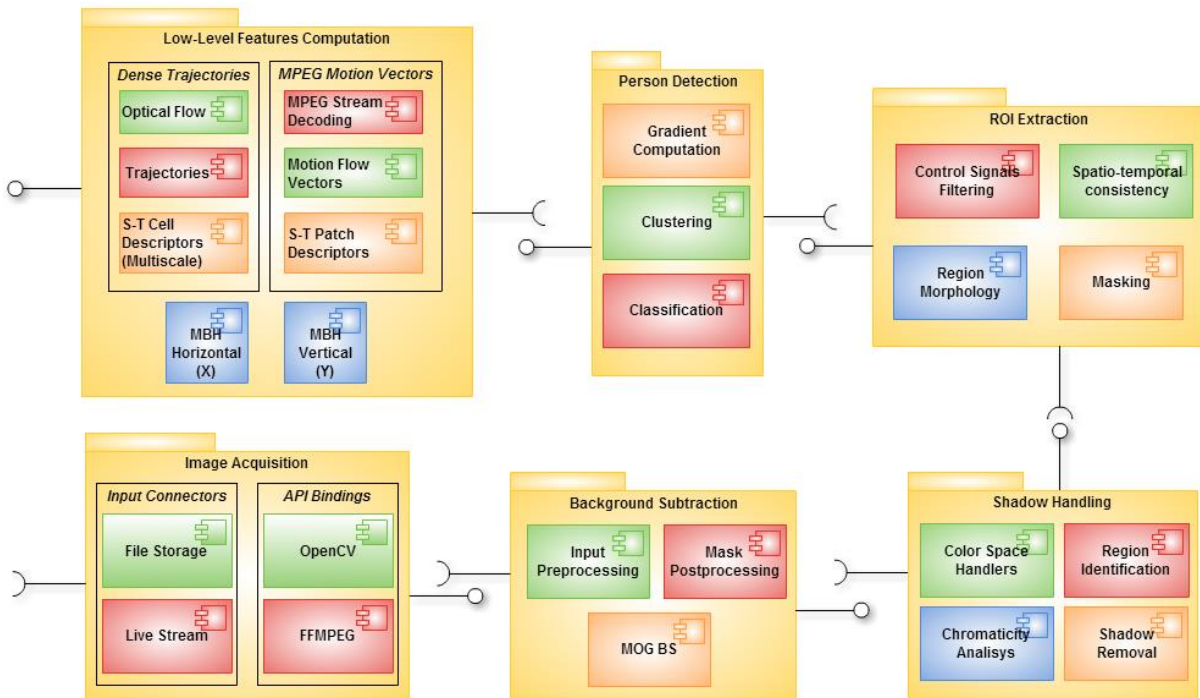 Low-Level Features Computation
Dense Trajectories
Optical Flow
Trajectories
S-T Cell
Descriptors
(Multiscale)
MPEG Motion Vectors
MPEG Stream
Decoding
Motion Flow
Vectors
S-T Patch
Descriptors
MBH
Horizontal
(X)
MBH
Vertical
(Y)
Person Detection
Gradient
Computation
Clustering
Classification
ROI Extraction
Control Signals
Filtering
Spatio-temporal
consistency
Region
Morphology
Masking
Image Acquisition
Input Connectors
File Storage
Live Stream
API Bindings
OpenCV
FFMPEG
Background Subtraction
Input
Preprocessing
Mask
Postprocessing
MOG BS
Shadow Handling
Color Space
Handlers
Region
Identification
Chromaticity
Analisys
Shadow
Removal